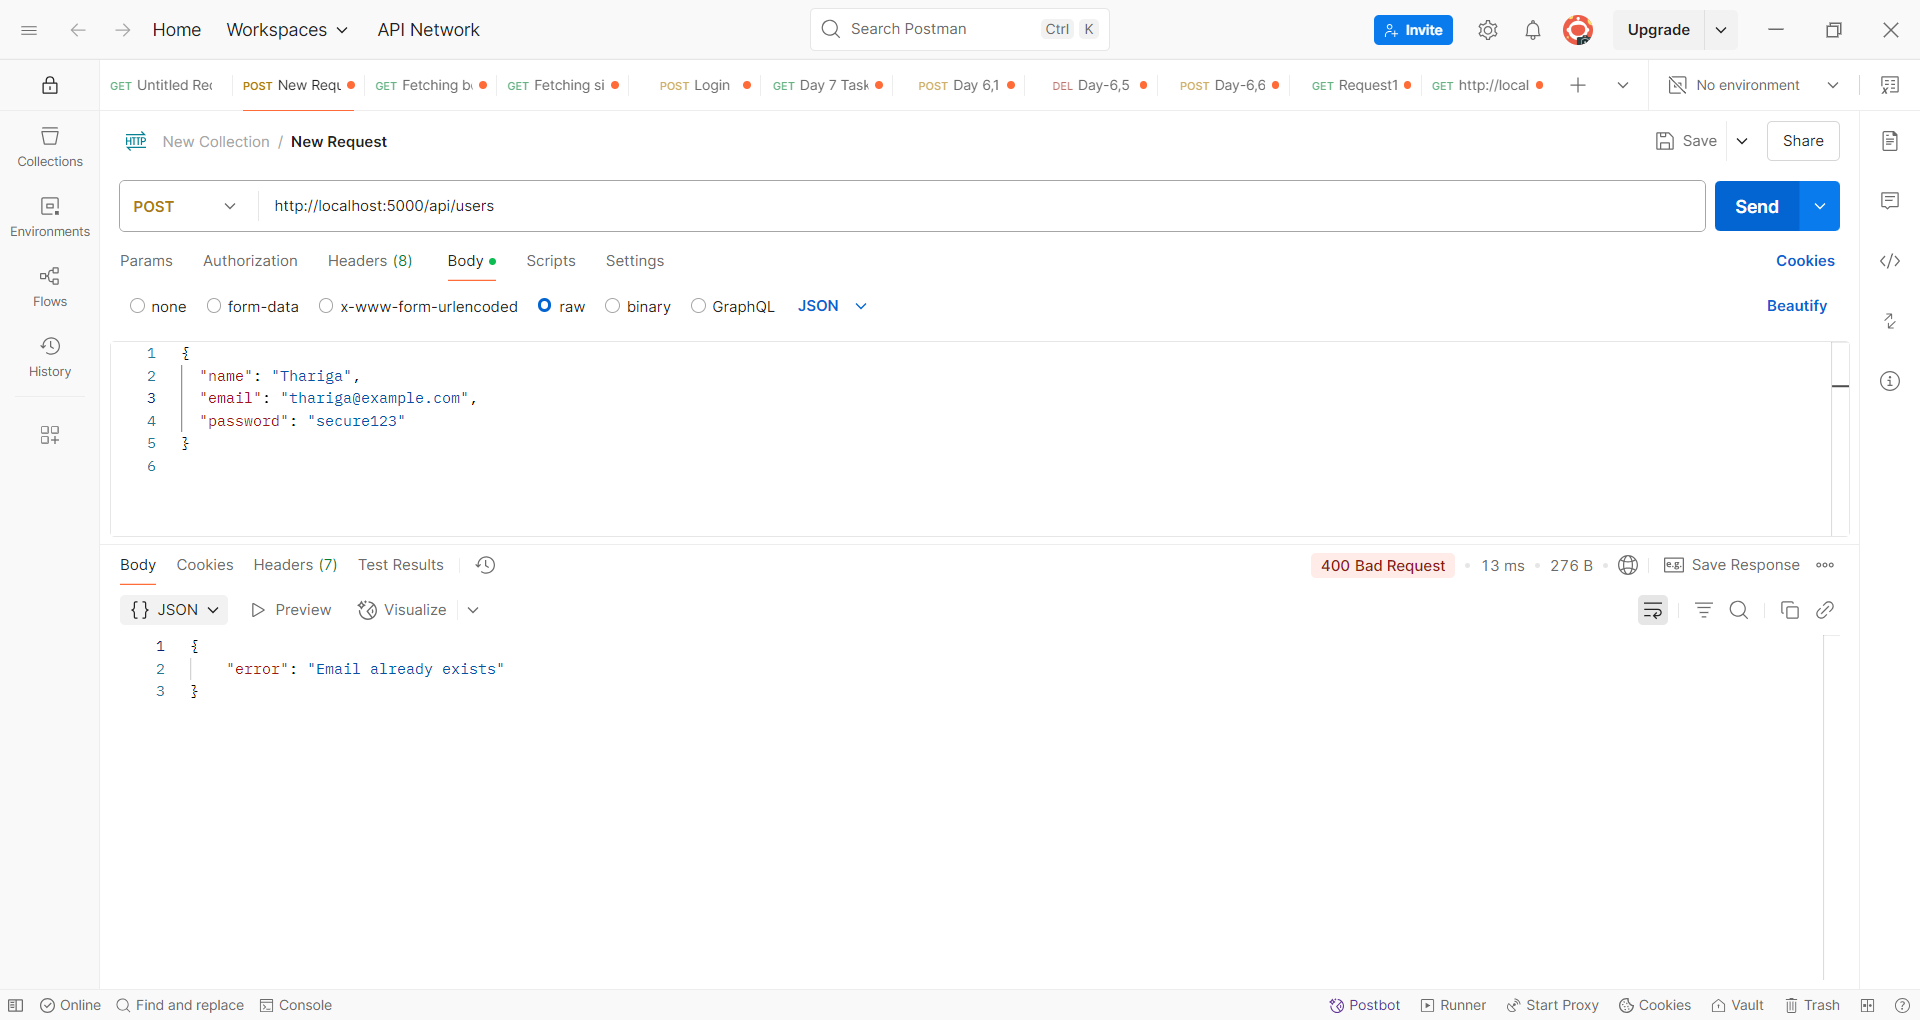 Home Workspaces API Network Search Postman Ctrl K Invite Upgrade
GET Untitled Rec POST New Requ GET Fetching b GET Fetching si POST Login GET Day 7 Task POST Day 6,1 DEL Day-6,5 POST Day-6,6 GET Request1 GET http://local No environment
HTTP New Collection / New Request Save Share
POST http://localhost:5000/api/users Send
Params Authorization Headers (8) Body Scripts Settings Cookies
none form-data x-www-form-urlencoded raw binary GraphQL JSON Beautify
Collections
Environments
Flows
History
1 {
2 "name": "Thariga",
3 "email": "thariga@example.com",
4 "password": "secure123"
5 }
6
Body Cookies Headers (7) Test Results 400 Bad Request • 13 ms • 276 B • e.g. Save Response
{} JSON Preview Visualize
1 {
2 "error": "Email already exists"
3 }
Online Find and replace Console Postbot Runner Start Proxy Cookies Vault Trash